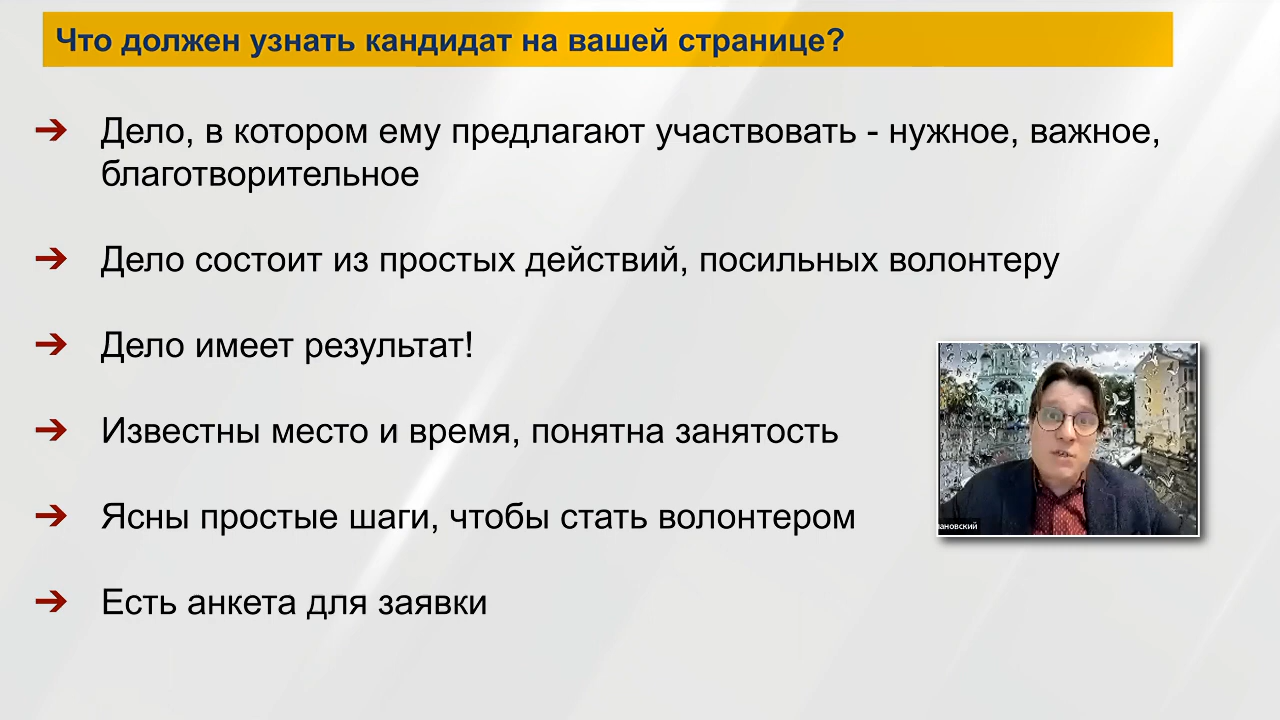 Что должен узнать кандидат на вашей странице?
➔ Дело, в котором ему предлагают участвовать - нужное, важное,
благотворительное
➔ Дело состоит из простых действий, посильных волонтеру
➔ Дело имеет результат!
➔ Известны место и время, понятна занятость
➔ Ясны простые шаги, чтобы стать волонтером
➔ Есть анкета для заявки